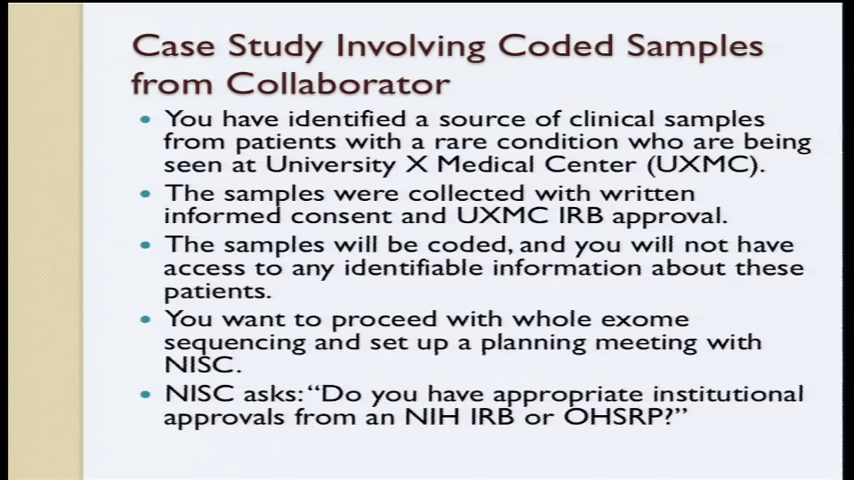 Case Study Involving Coded Samples
from Collaborator
• You have identified a source of clinical samples
from patients with a rare condition who are being
seen at University X Medical Center (UXMC).
• The samples were collected with written
informed consent and UXMC IRB approval.
• The samples will be coded, and you will not have
access to any identifiable information about these
patients.
• You want to proceed with whole exome
sequencing and set up a planning meeting with
NISC.
• NISC asks: “Do you have appropriate institutional
approvals from an NIH IRB or OHSRP?”